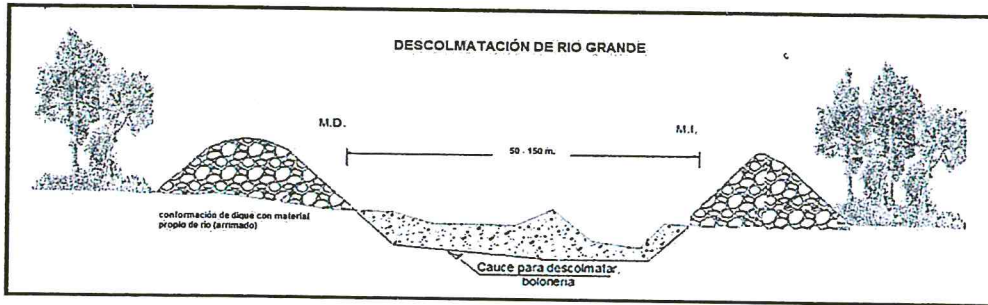 DESCOLMATACIÓN DE RIO GRANDE
M.D.
M.I.
50 - 150 m.
conformación de dique con material
propio de río (arrimado)
Cauce para descolmatar,
bolonería